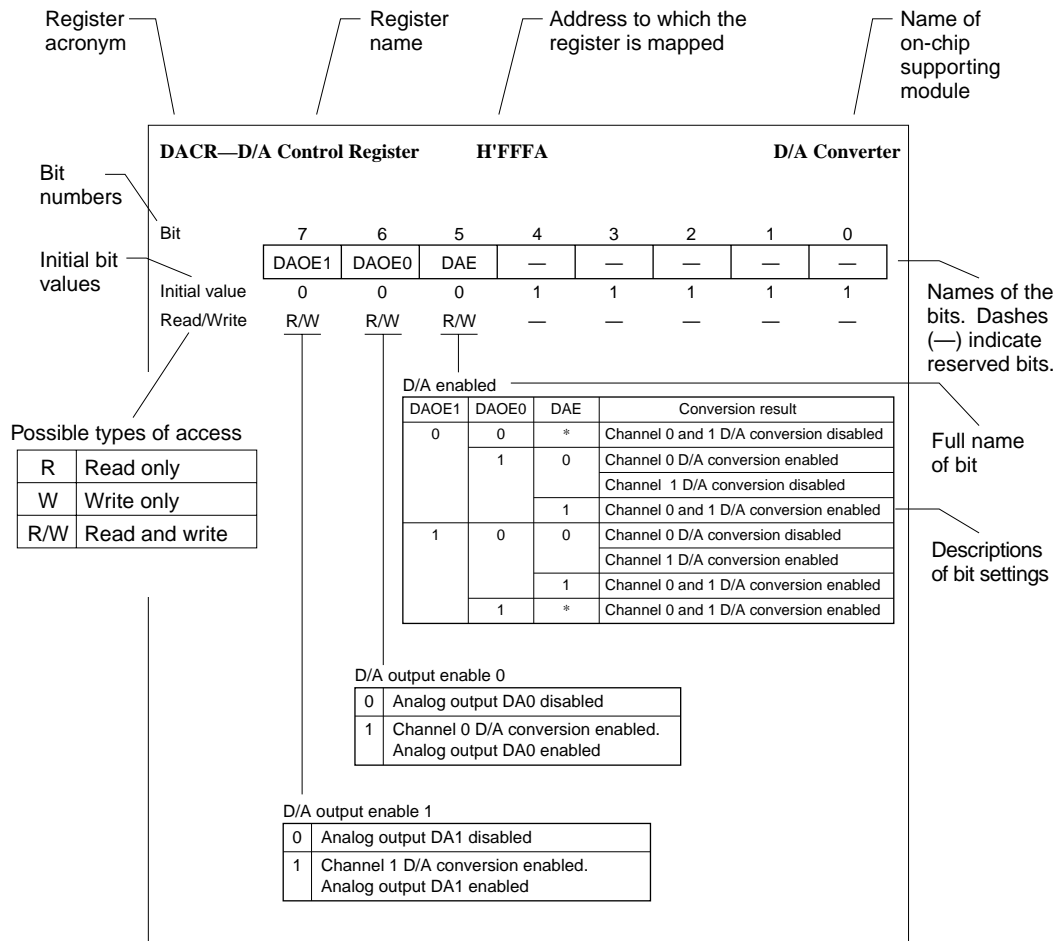 Register acronym
Register name
Address to which the register is mapped
Name of on-chip supporting module
DACR—D/A Control Register H'FFFA D/A Converter
Bit numbers
Bit 7 6 5 4 3 2 1 0
Initial bit values
DAOE1 DAOE0 DAE — — — — —
Initial value 0 0 0 1 1 1 1 1
Read/Write R/W R/W R/W — — — — —
Names of the bits. Dashes (—) indicate reserved bits.
D/A enabled
DAOE1 DAOE0 DAE Conversion result
0 0 * Channel 0 and 1 D/A conversion disabled
1 0 Channel 0 D/A conversion enabled
Channel 1 D/A conversion disabled
1 Channel 0 and 1 D/A conversion enabled
1 0 0 Channel 0 D/A conversion disabled
Channel 1 D/A conversion enabled
1 Channel 0 and 1 D/A conversion enabled
1 * Channel 0 and 1 D/A conversion enabled
Full name of bit
Descriptions of bit settings
Possible types of access
R Read only
W Write only
R/W Read and write
D/A output enable 0
0 Analog output DA0 disabled
1 Channel 0 D/A conversion enabled.
Analog output DA0 enabled
D/A output enable 1
0 Analog output DA1 disabled
1 Channel 1 D/A conversion enabled.
Analog output DA1 enabled